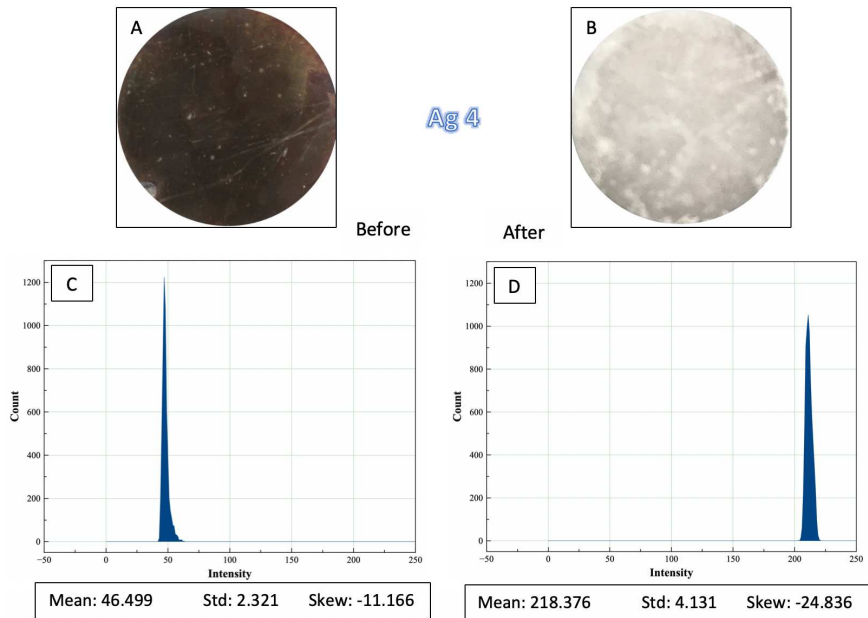 A
B
Ag 4
Before
After
C
1200
1000
800
600
400
200
0
Count
−50
0
50
100
150
200
250
Intensity
Mean: 46.499 Std: 2.321 Skew: -11.166
D
1200
1000
800
600
400
200
0
Count
−50
0
50
100
150
200
250
Intensity
Mean: 218.376 Std: 4.131 Skew: -24.836